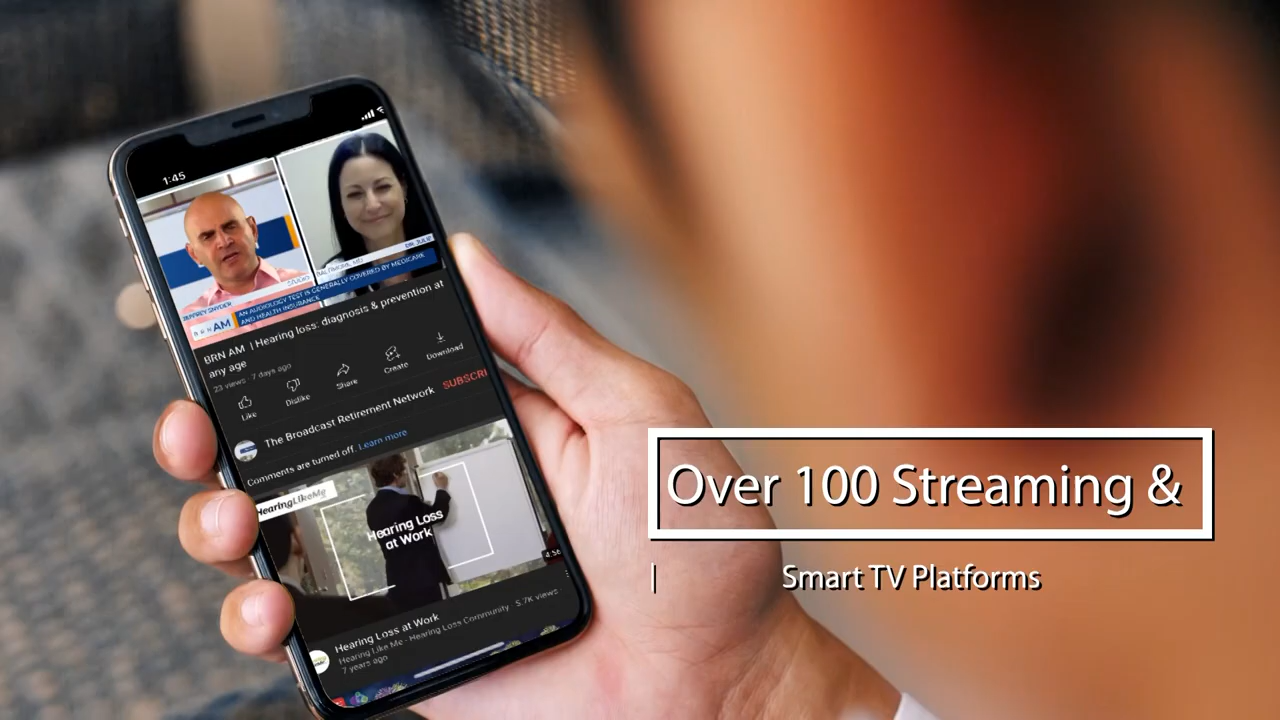 1:45
JEFFREY SNYDER
DR. JULIE
AN AUDIOLOGY TEST IS GENERALLY COVERED BY MEDICARE
AND HEALTH INSURANCE
BRN AM
BRN AM | Hearing loss: diagnosis & prevention at
any age
23 views · 7 days ago
Like
Dislike
Share
Create
Download
The Broadcast Retirement Network
SUBSCRI
Comments are turned off. Learn more
HearingLikeMe
Hearing Loss
at Work
4:56
Hearing Loss at Work
Hearing Like Me - Hearing Loss Community · 5.7K views ·
7 years ago
Over 100 Streaming &
| Smart TV Platforms